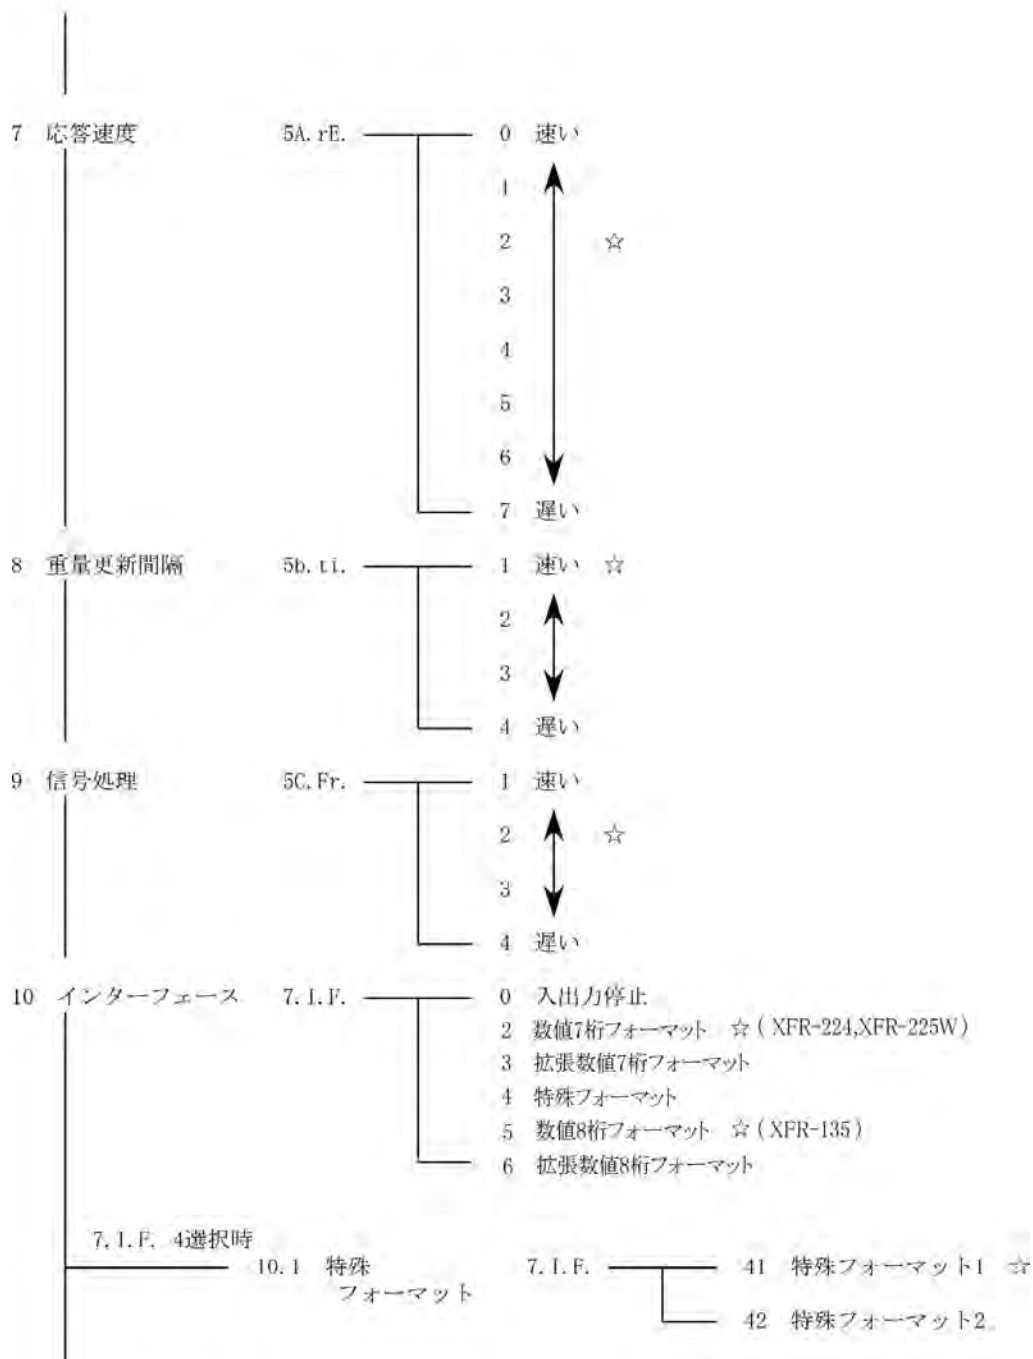 7 応答速度 5A.rE. 0 速い
1
2 ☆
3
4
5
6
7 遅い
8 重量更新間隔 5b.ti. 1 速い ☆
2
3
4 遅い
9 信号処理 5C.Fr. 1 速い
2 ☆
3
4 遅い
10 インターフェース 7.I.F. 0 入出力停止
2 数値7桁フォーマット ☆(XFR-224,XFR-225W)
3 拡張数値7桁フォーマット
4 特殊フォーマット
5 数値8桁フォーマット ☆(XFR-135)
6 拡張数値8桁フォーマット
7.I.F. 4選択時
10.1 特殊 7.I.F. 41 特殊フォーマット1 ☆
フォーマット
42 特殊フォーマット2